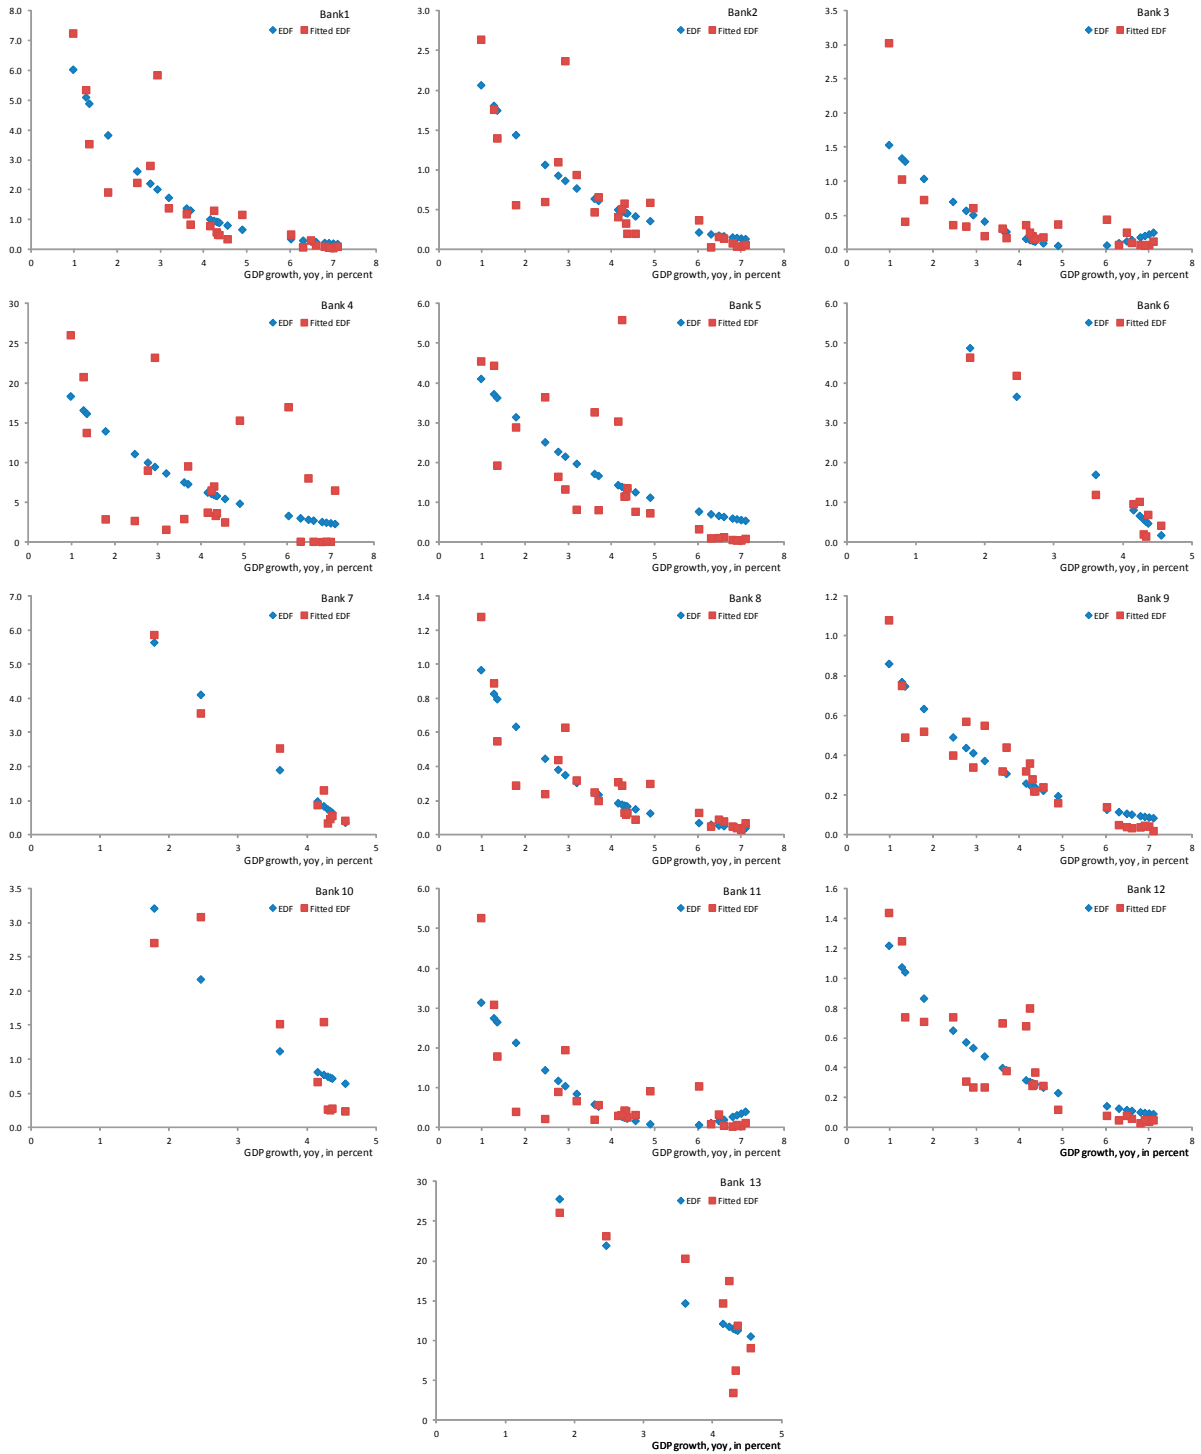 Bank1
EDF Fitted EDF
8.0
7.0
6.0
5.0
4.0
3.0
2.0
1.0
0.0
0 1 2 3 4 5 6 7 8
GDP growth, yoy, in percent
Bank2
EDF Fitted EDF
3.0
2.5
2.0
1.5
1.0
0.5
0.0
0 1 2 3 4 5 6 7 8
GDP growth, yoy, in percent
Bank 3
EDF Fitted EDF
3.5
3.0
2.5
2.0
1.5
1.0
0.5
0.0
0 1 2 3 4 5 6 7 8
GDP growth, yoy, in percent
Bank 4
EDF Fitted EDF
30
25
20
15
10
5
0
0 1 2 3 4 5 6 7 8
GDP growth, yoy, in percent
Bank 5
EDF Fitted EDF
6.0
5.0
4.0
3.0
2.0
1.0
0.0
0 1 2 3 4 5 6 7 8
GDP growth, yoy, in percent
Bank 6
EDF Fitted EDF
6.0
5.0
4.0
3.0
2.0
1.0
0.0
0 1 2 3 4 5
GDP growth, yoy, in percent
Bank 7
EDF Fitted EDF
7.0
6.0
5.0
4.0
3.0
2.0
1.0
0.0
0 1 2 3 4 5
GDP growth, yoy, in percent
Bank 8
EDF Fitted EDF
1.4
1.2
1.0
0.8
0.6
0.4
0.2
0.0
0 1 2 3 4 5 6 7 8
GDP growth, yoy, in percent
Bank 9
EDF Fitted EDF
1.2
1.0
0.8
0.6
0.4
0.2
0.0
0 1 2 3 4 5 6 7 8
GDP growth, yoy, in percent
Bank 10
EDF Fitted EDF
3.5
3.0
2.5
2.0
1.5
1.0
0.5
0.0
0 1 2 3 4 5
GDP growth, yoy, in percent
Bank 11
EDF Fitted EDF
6.0
5.0
4.0
3.0
2.0
1.0
0.0
0 1 2 3 4 5 6 7 8
GDP growth, yoy, in percent
Bank 12
EDF Fitted EDF
1.6
1.4
1.2
1.0
0.8
0.6
0.4
0.2
0.0
0 1 2 3 4 5 6 7 8
GDP growth, yoy, in percent
Bank 13
EDF Fitted EDF
30
25
20
15
10
5
0
0 1 2 3 4 5
GDP growth, yoy, in percent